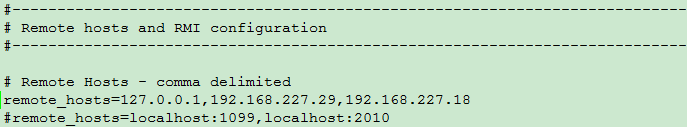 #---------------------------------------------------------------------------
# Remote hosts and RMI configuration
#---------------------------------------------------------------------------
# Remote Hosts - comma delimited
remote_hosts=127.0.0.1,192.168.227.29,192.168.227.18
#remote_hosts=localhost:1099,localhost:2010